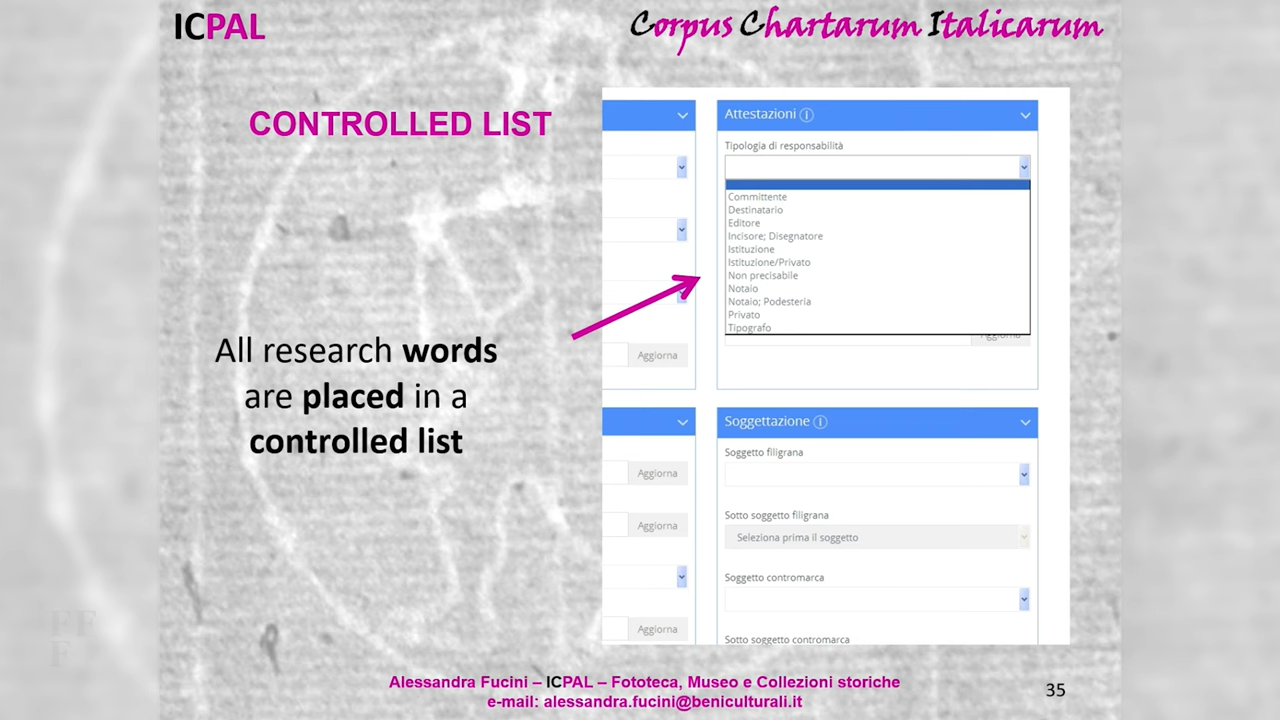 ICPAL
Corpus Chartarum Italicarum
CONTROLLED LIST
All research words
are placed in a
controlled list
Aggiorna
Aggiorna
Aggiorna
Aggiorna
Attestazioni
Tipologia di responsabilità
Committente
Destinatario
Editore
Incisore; Disegnatore
Istituzione
Istituzione/Privato
Non precisabile
Notaio
Notaio; Podesteria
Privato
Tipografo
Aggiorna
Soggettazione
Soggetto filigrana
Sotto soggetto filigrana
Seleziona prima il soggetto
Soggetto contromarca
Sotto soggetto contromarca
Alessandra Fucini – ICPAL – Fototeca, Museo e Collezioni storiche
e-mail: alessandra.fucini@beniculturali.it
35